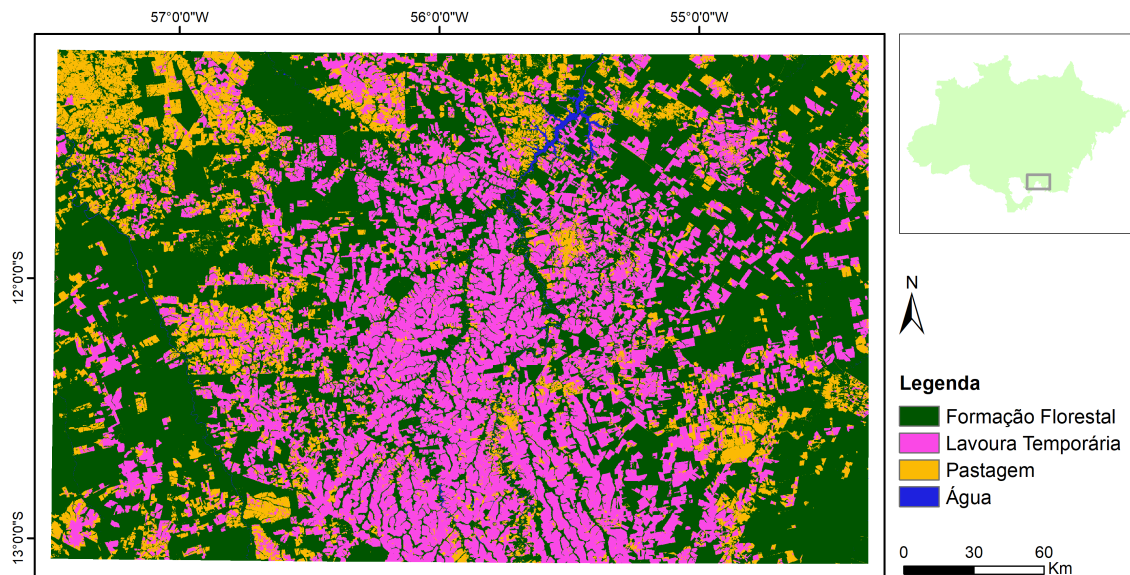 57°0'0"W 56°0'0"W 55°0'0"W
12°0'0"S
13°0'0"S
N
Legenda
Formação Florestal
Lavoura Temporária
Pastagem
Água
0 30 60
Km